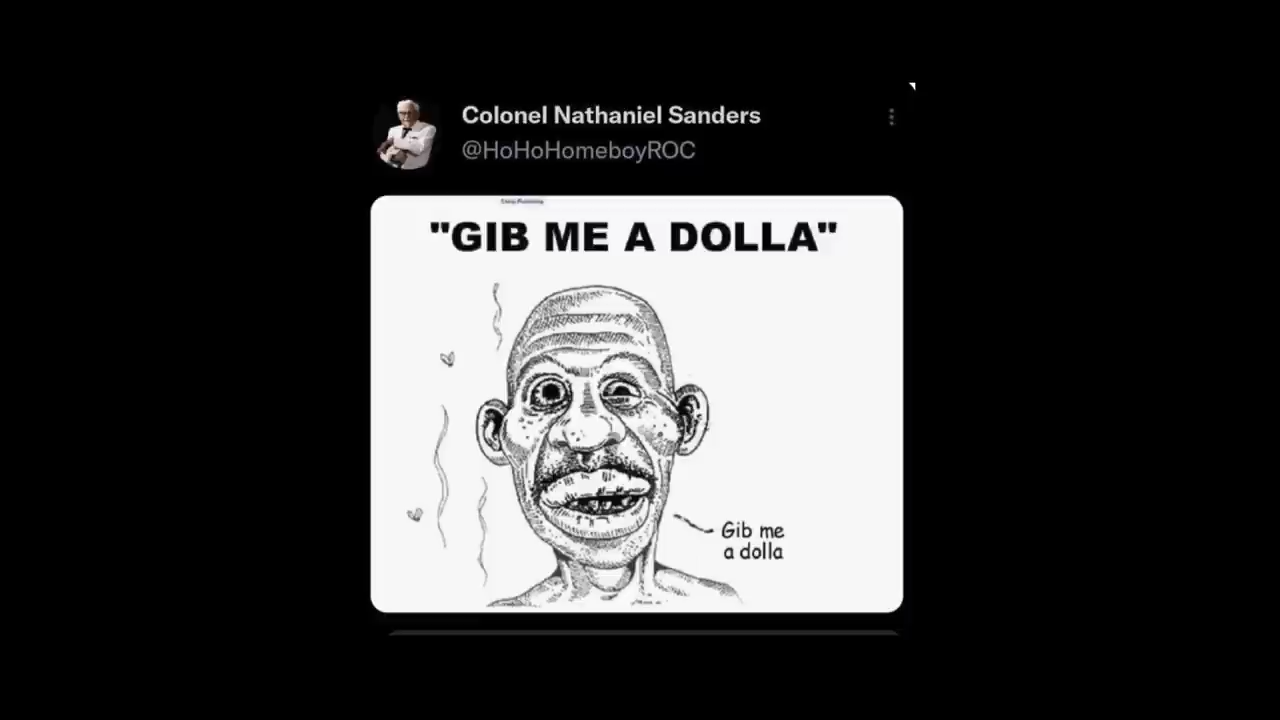 Colonel Nathaniel Sanders
@HoHoHomeboyROC
"GIB ME A DOLLA"
Gib me
a dolla